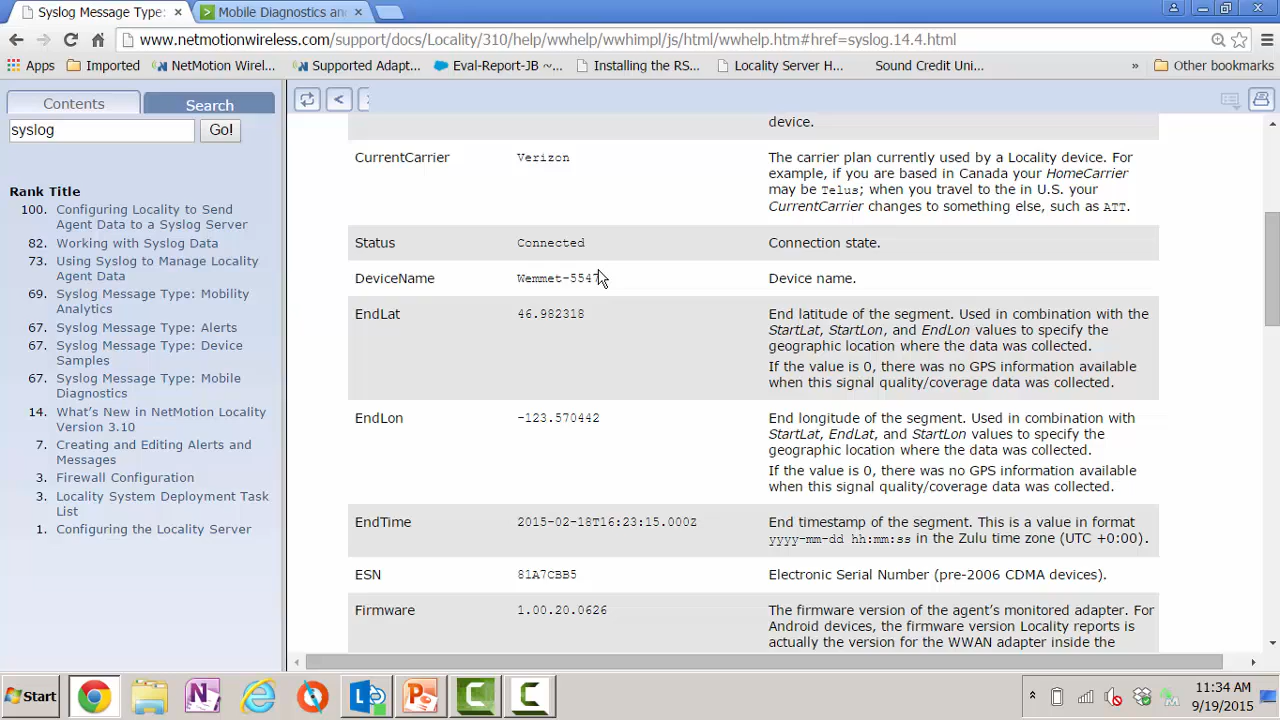 Syslog Message Type:
Mobile Diagnostics an
www.netmotionwireless.com/support/docs/Locality/310/help/wwhelp/wwhimpl/js/html/wwhelp.htm#href=syslog.14.4.html
Apps Imported NetMotion Wirel... Supported Adapt... Eval-Report-JB ~... Installing the RS... Locality Server H... Sound Credit Uni... » Other bookmarks
Contents Search
syslog Go!
Rank Title
100. Configuring Locality to Send
Agent Data to a Syslog Server
82. Working with Syslog Data
73. Using Syslog to Manage Locality
Agent Data
69. Syslog Message Type: Mobility
Analytics
67. Syslog Message Type: Alerts
67. Syslog Message Type: Device
Samples
67. Syslog Message Type: Mobile
Diagnostics
14. What's New in NetMotion Locality
Version 3.10
7. Creating and Editing Alerts and
Messages
3. Firewall Configuration
3. Locality System Deployment Task
List
1. Configuring the Locality Server
device.
CurrentCarrier Verizon The carrier plan currently used by a Locality device. For
example, if you are based in Canada your HomeCarrier
may be Telus; when you travel to the in U.S. your
CurrentCarrier changes to something else, such as ATT.
Status Connected Connection state.
DeviceName Device name.
EndLat 46.982318 End latitude of the segment. Used in combination with the
StartLat, StartLon, and EndLon values to specify the
geographic location where the data was collected.
If the value is 0, there was no GPS information available
when this signal quality/coverage data was collected.
EndLon -123.570442 End longitude of the segment. Used in combination with
StartLat, EndLat, and StartLon values to specify the
geographic location where the data was collected.
If the value is 0, there was no GPS information available
when this signal quality/coverage data was collected.
EndTime 2015-02-18T16:23:15.000Z End timestamp of the segment. This is a value in format
yyyy-mm-dd hh:mm:ss in the Zulu time zone (UTC +0:00).
ESN 81A7CBB5 Electronic Serial Number (pre-2006 CDMA devices).
Firmware 1.00.20.0626 The firmware version of the agent's monitored adapter. For
Android devices, the firmware version Locality reports is
actually the version for the WWAN adapter inside the
Start
11:34 AM
9/19/2015